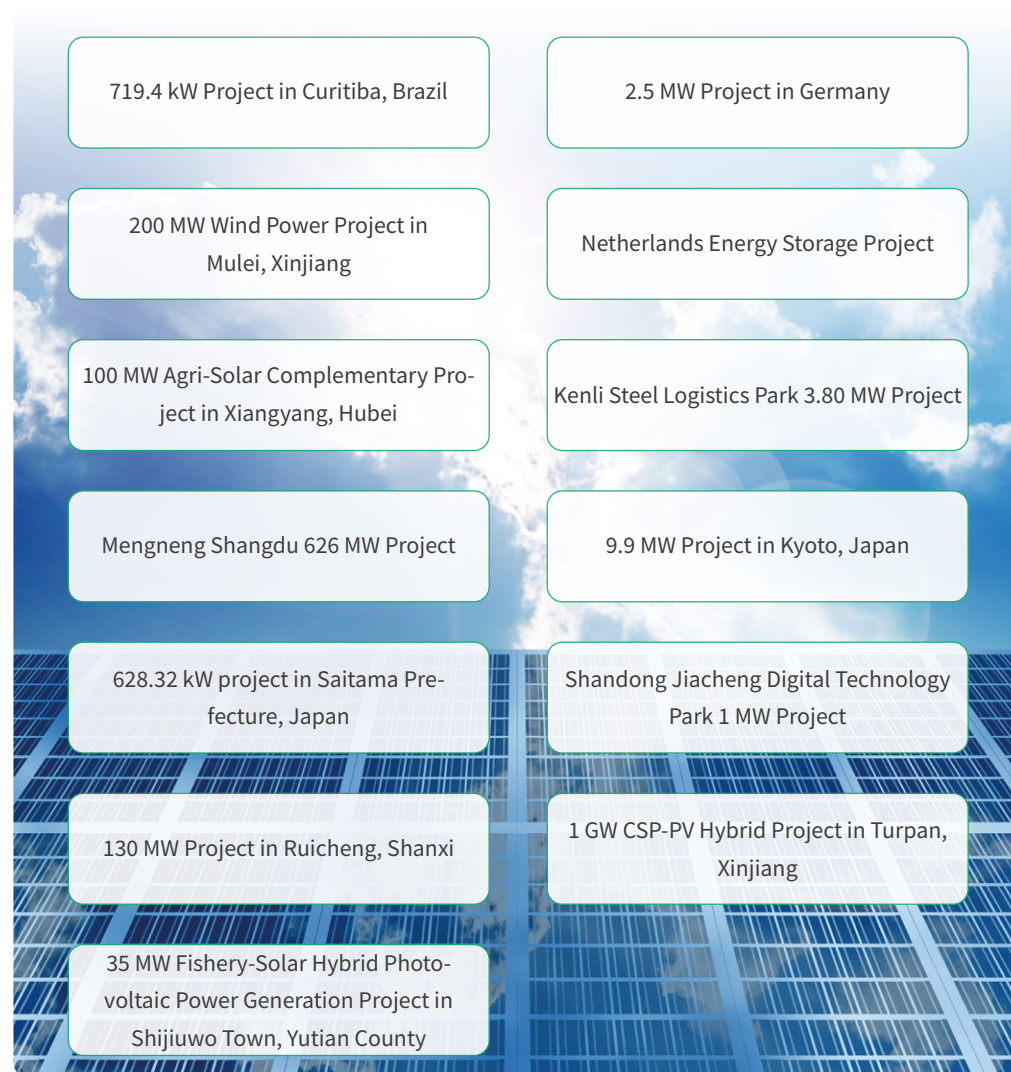 719.4 kW Project in Curitiba, Brazil
2.5 MW Project in Germany
200 MW Wind Power Project in
Mulei, Xinjiang
Netherlands Energy Storage Project
100 MW Agri-Solar Complementary Pro-
ject in Xiangyang, Hubei
Kenli Steel Logistics Park 3.80 MW Project
Mengneng Shangdu 626 MW Project
9.9 MW Project in Kyoto, Japan
628.32 kW project in Saitama Pre-
fecture, Japan
Shandong Jiacheng Digital Technology
Park 1 MW Project
130 MW Project in Ruicheng, Shanxi
1 GW CSP-PV Hybrid Project in Turpan,
Xinjiang
35 MW Fishery-Solar Hybrid Photo-
voltaic Power Generation Project in
Shijiuwo Town, Yutian County